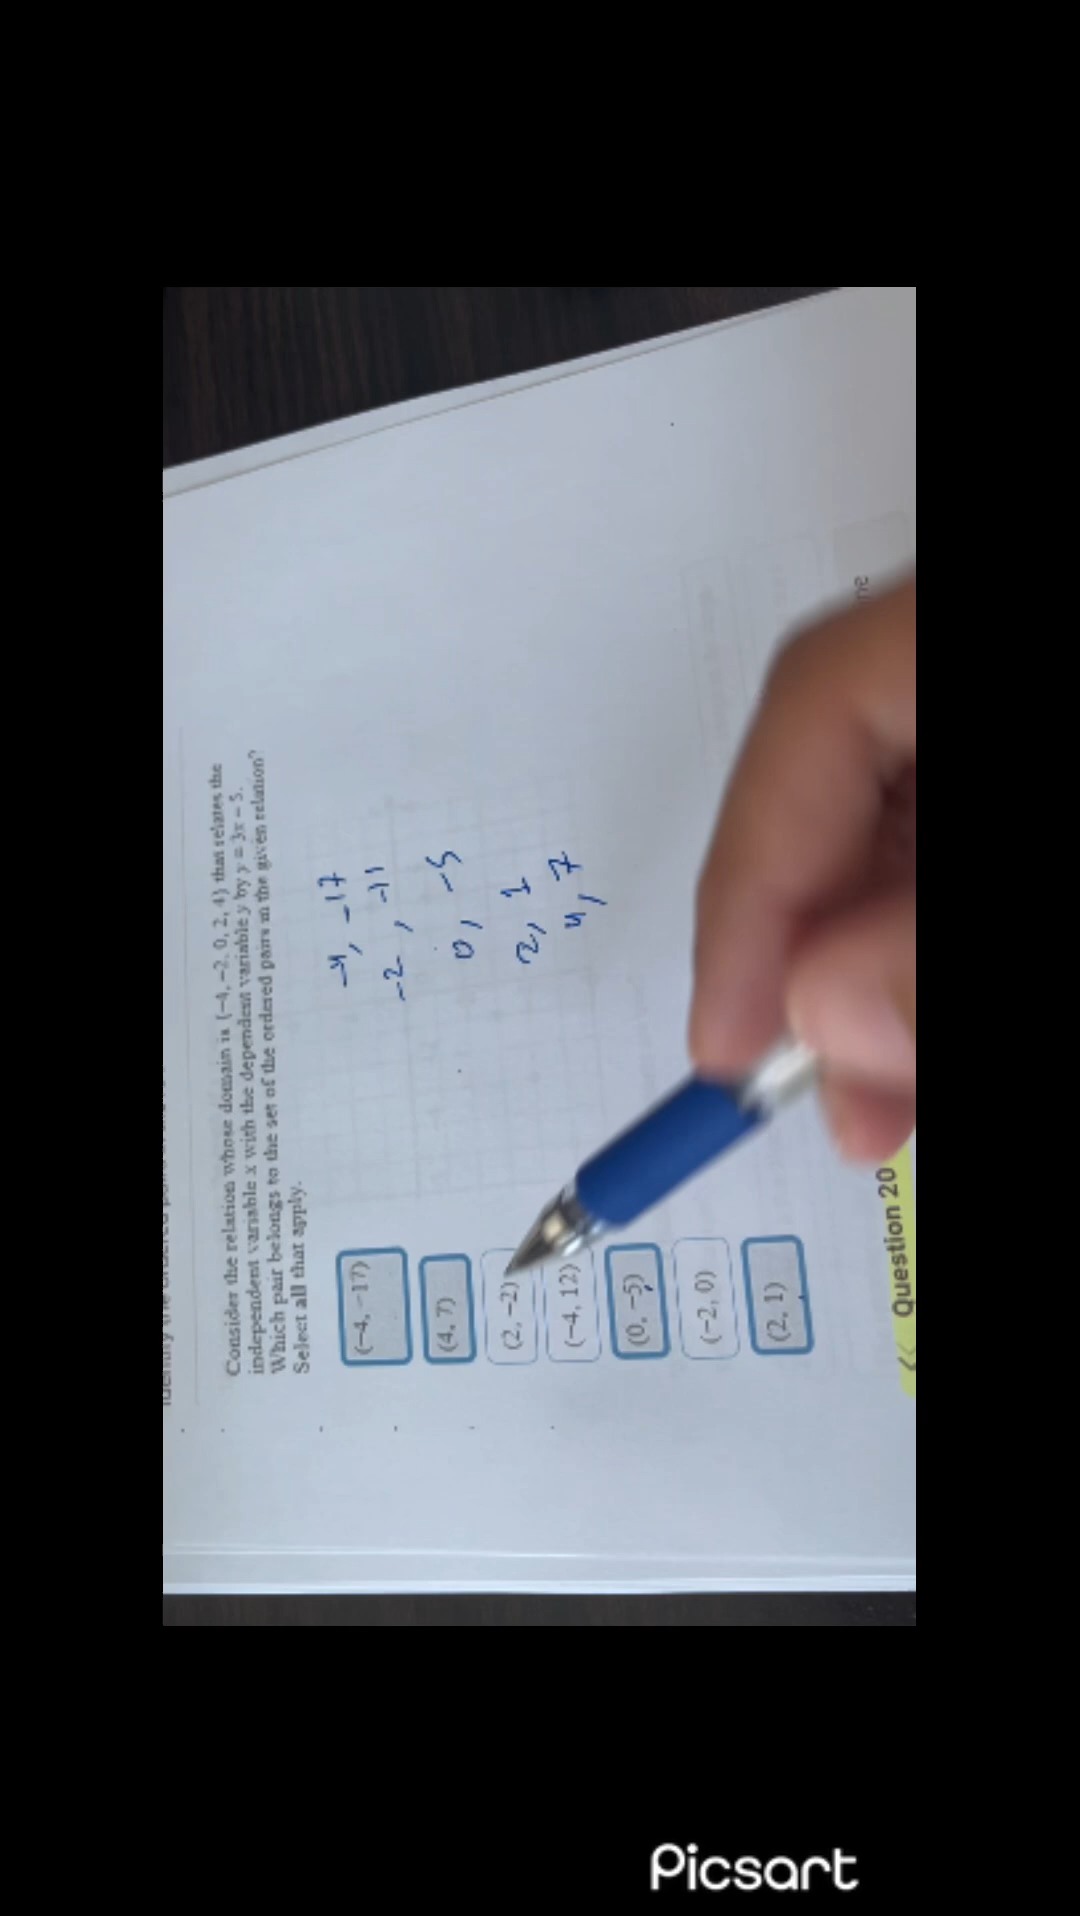 Consider the relation whose domain is {−4, −2, 0, 2, 4} that relates the
independent variable x with the dependent variable y by y = 3x − 5.
Which pair belongs to the set of the ordered pairs in the given relation?
Select all that apply.
(−4, −17)
(4, 7)
(2, −2)
(−4, 12)
(0, −5)
(−2, 0)
(2, 1)
-4, -17
-2, -11
0, -5
2, 1
4, 7
Question 20
Picsart